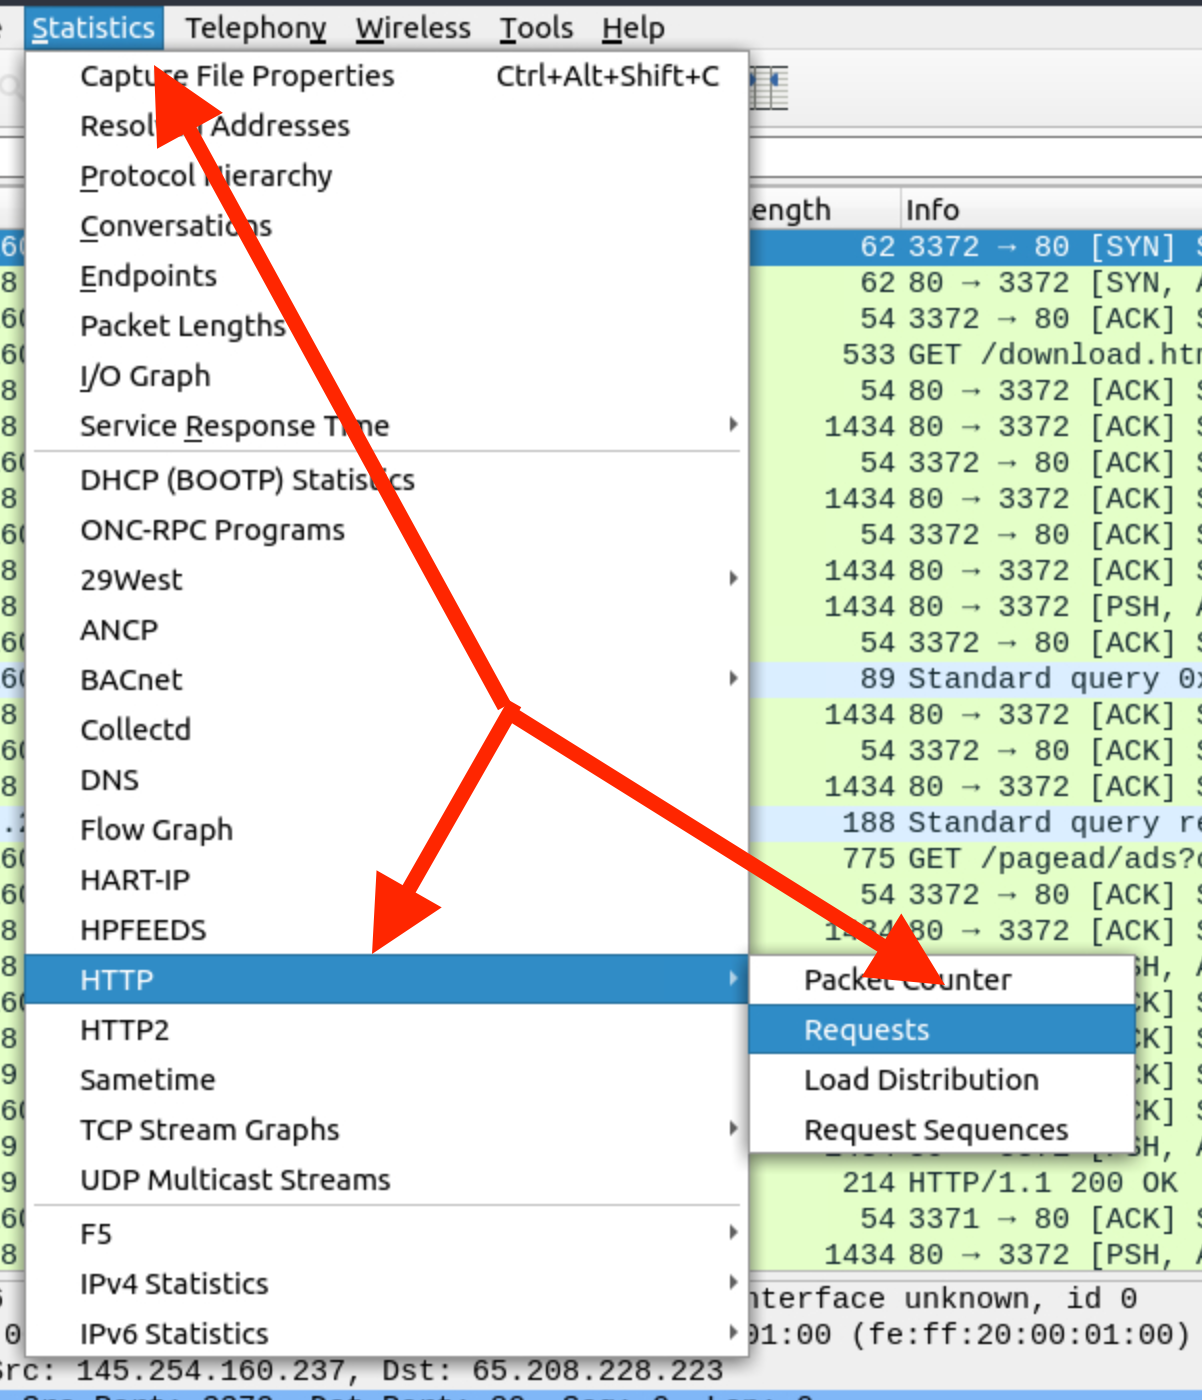 Statistics Telephony Wireless Tools Help
Capture File Properties Ctrl+Alt+Shift+C
Resolved Addresses
Protocol Hierarchy
Conversations
Endpoints
Packet Lengths
I/O Graph
Service Response Time
DHCP (BOOTP) Statistics
ONC-RPC Programs
29West
ANCP
BACnet
Collectd
DNS
Flow Graph
HART-IP
HPFEEDS
HTTP
HTTP2
Sametime
TCP Stream Graphs
UDP Multicast Streams
F5
IPv4 Statistics
IPv6 Statistics
Packet Counter
Requests
Load Distribution
Request Sequences
Length Info
62 3372 → 80 [SYN]
62 80 → 3372 [SYN,
54 3372 → 80 [ACK]
533 GET /download.htm
54 80 → 3372 [ACK]
1434 80 → 3372 [ACK]
54 3372 → 80 [ACK]
1434 80 → 3372 [ACK]
54 3372 → 80 [ACK]
1434 80 → 3372 [ACK]
1434 80 → 3372 [PSH,
54 3372 → 80 [ACK]
89 Standard query 0x
1434 80 → 3372 [ACK]
54 3372 → 80 [ACK]
1434 80 → 3372 [ACK]
188 Standard query re
775 GET /pagead/ads?c
54 3372 → 80 [ACK]
1434 80 → 3372 [ACK]
214 HTTP/1.1 200 OK
54 3371 → 80 [ACK]
1434 80 → 3372 [PSH,
nterface unknown, id 0
01:00 (fe:ff:20:00:01:00)
Src: 145.254.160.237, Dst: 65.208.228.223